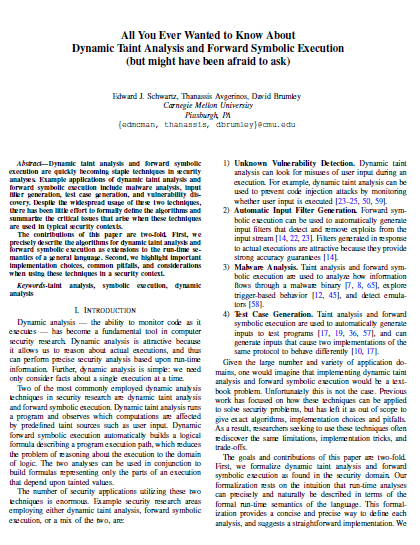 All You Ever Wanted to Know About
Dynamic Taint Analysis and Forward Symbolic Execution
(but might have been afraid to ask)
Edward J. Schwartz, Thanassis Avgerinos, David Brumley
Carnegie Mellon University
Pittsburgh, PA
{edmcman, thanassis, dbrumley}@cmu.edu
Abstract—Dynamic taint analysis and forward symbolic
execution are quickly becoming staple techniques in security
analyses. Example applications of dynamic taint analysis and
forward symbolic execution include malware analysis, input
filter generation, test case generation, and vulnerability dis-
covery. Despite the widespread usage of these two techniques,
there has been little effort to formally define the algorithms and
summarize the critical issues that arise when these techniques
are used in typical security contexts.
The contributions of this paper are two-fold. First, we
precisely describe the algorithms for dynamic taint analysis and
forward symbolic execution as extensions to the run-time se-
mantics of a general language. Second, we highlight important
implementation choices, common pitfalls, and considerations
when using these techniques in a security context.
Keywords-taint analysis, symbolic execution, dynamic
analysis
I. INTRODUCTION
Dynamic analysis — the ability to monitor code as it
executes — has become a fundamental tool in computer
security research. Dynamic analysis is attractive because
it allows us to reason about actual executions, and thus
can perform precise security analysis based upon run-time
information. Further, dynamic analysis is simple: we need
only consider facts about a single execution at a time.
Two of the most commonly employed dynamic analysis
techniques in security research are dynamic taint analysis
and forward symbolic execution. Dynamic taint analysis runs
a program and observes which computations are affected
by predefined taint sources such as user input. Dynamic
forward symbolic execution automatically builds a logical
formula describing a program execution path, which reduces
the problem of reasoning about the execution to the domain
of logic. The two analyses can be used in conjunction to
build formulas representing only the parts of an execution
that depend upon tainted values.
The number of security applications utilizing these two
techniques is enormous. Example security research areas
employing either dynamic taint analysis, forward symbolic
execution, or a mix of the two, are:
1) Unknown Vulnerability Detection. Dynamic taint
analysis can look for misuses of user input during an
execution. For example, dynamic taint analysis can be
used to prevent code injection attacks by monitoring
whether user input is executed [23–25, 50, 59].
2) Automatic Input Filter Generation. Forward sym-
bolic execution can be used to automatically generate
input filters that detect and remove exploits from the
input stream [14, 22, 23]. Filters generated in response
to actual executions are attractive because they provide
strong accuracy guarantees [14].
3) Malware Analysis. Taint analysis and forward sym-
bolic execution are used to analyze how information
flows through a malware binary [7, 8, 65], explore
trigger-based behavior [12, 45], and detect emula-
tors [58].
4) Test Case Generation. Taint analysis and forward
symbolic execution are used to automatically generate
inputs to test programs [17, 19, 36, 57], and can
generate inputs that cause two implementations of the
same protocol to behave differently [10, 17].
Given the large number and variety of application do-
mains, one would imagine that implementing dynamic taint
analysis and forward symbolic execution would be a text-
book problem. Unfortunately this is not the case. Previous
work has focused on how these techniques can be applied
to solve security problems, but has left it as out of scope to
give exact algorithms, implementation choices and pitfalls.
As a result, researchers seeking to use these techniques often
rediscover the same limitations, implementation tricks, and
trade-offs.
The goals and contributions of this paper are two-fold.
First, we formalize dynamic taint analysis and forward
symbolic execution as found in the security domain. Our
formalization rests on the intuition that run-time analyses
can precisely and naturally be described in terms of the
formal run-time semantics of the language. This formal-
ization provides a concise and precise way to define each
analysis, and suggests a straightforward implementation. We